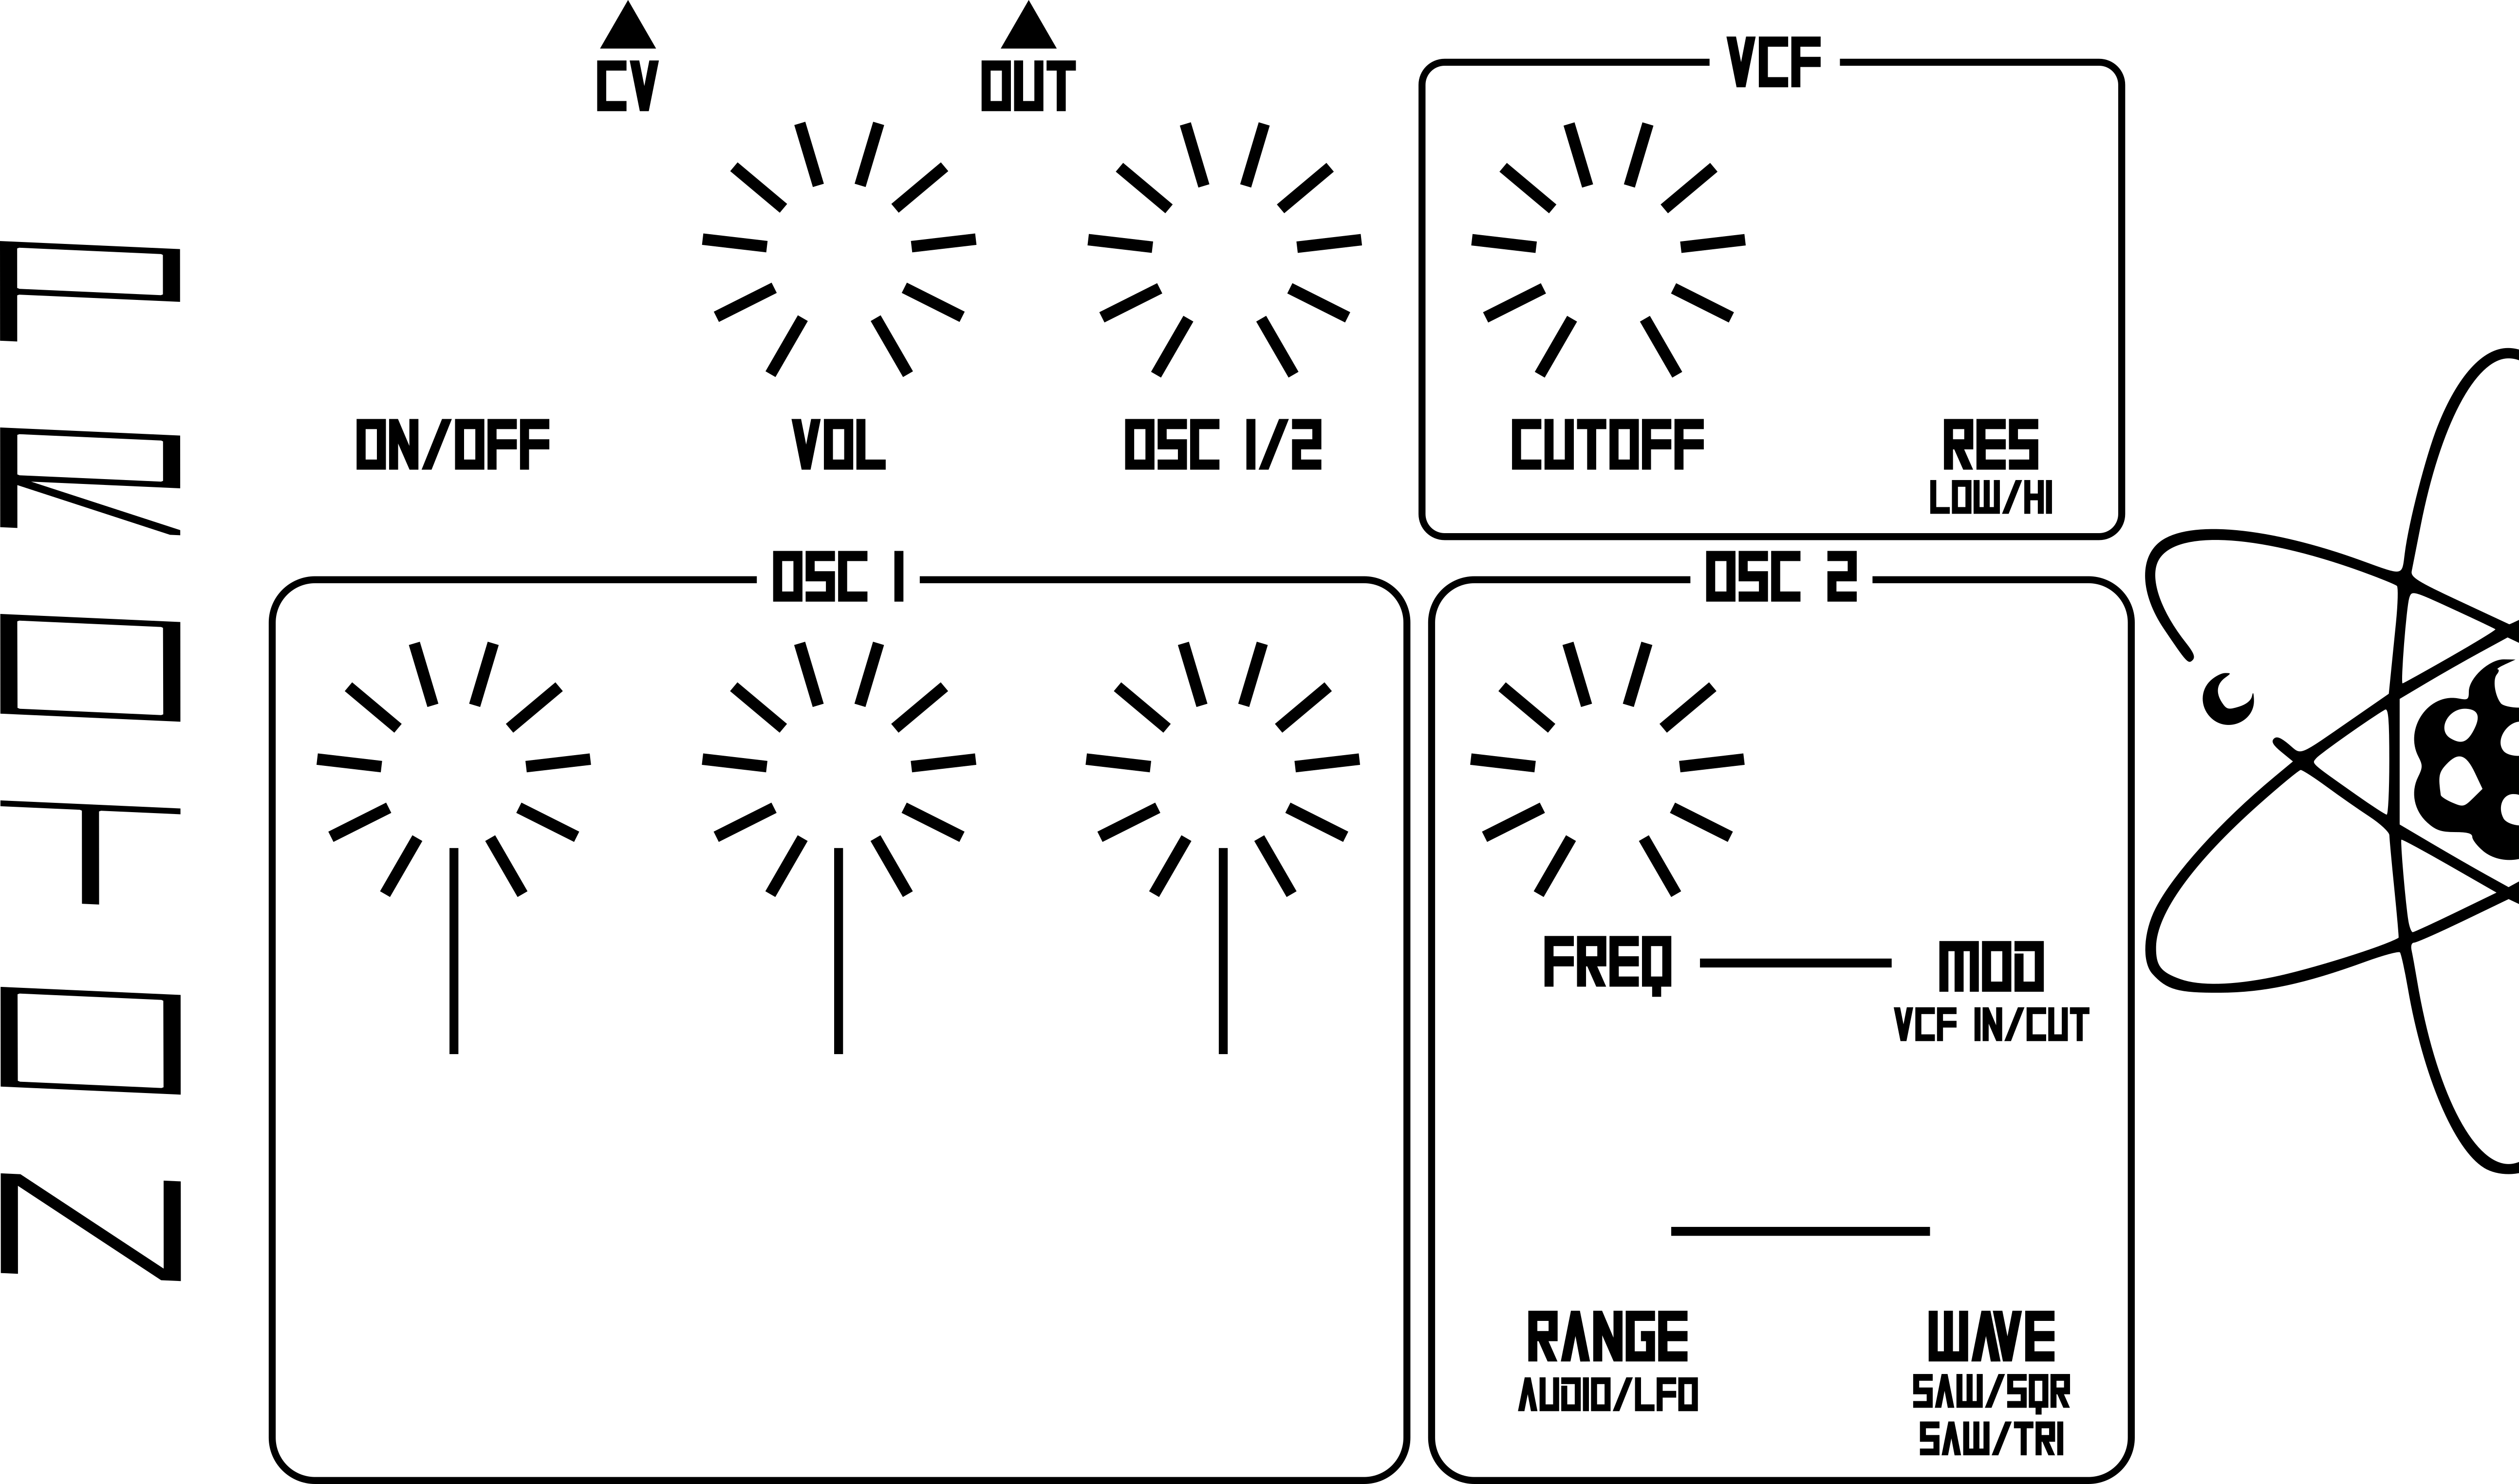 PROTON
CV
OUT
VCF
ON/OFF
VOL
OSC 1/2
CUTOFF
RES
LOW/HI
OSC 1
OSC 2
FREQ
MOD
VCF IN/CUT
RANGE
AUDIO/LFO
WAVE
SAW/SQR
SAW/TRI